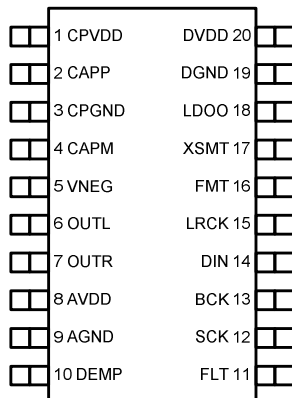 1 CPVDD DVDD 20
2 CAPP DGND 19
3 CPGND LDOO 18
4 CAPM XSMT 17
5 VNEG FMT 16
6 OUTL LRCK 15
7 OUTR DIN 14
8 AVDD BCK 13
9 AGND SCK 12
10 DEMP FLT 11